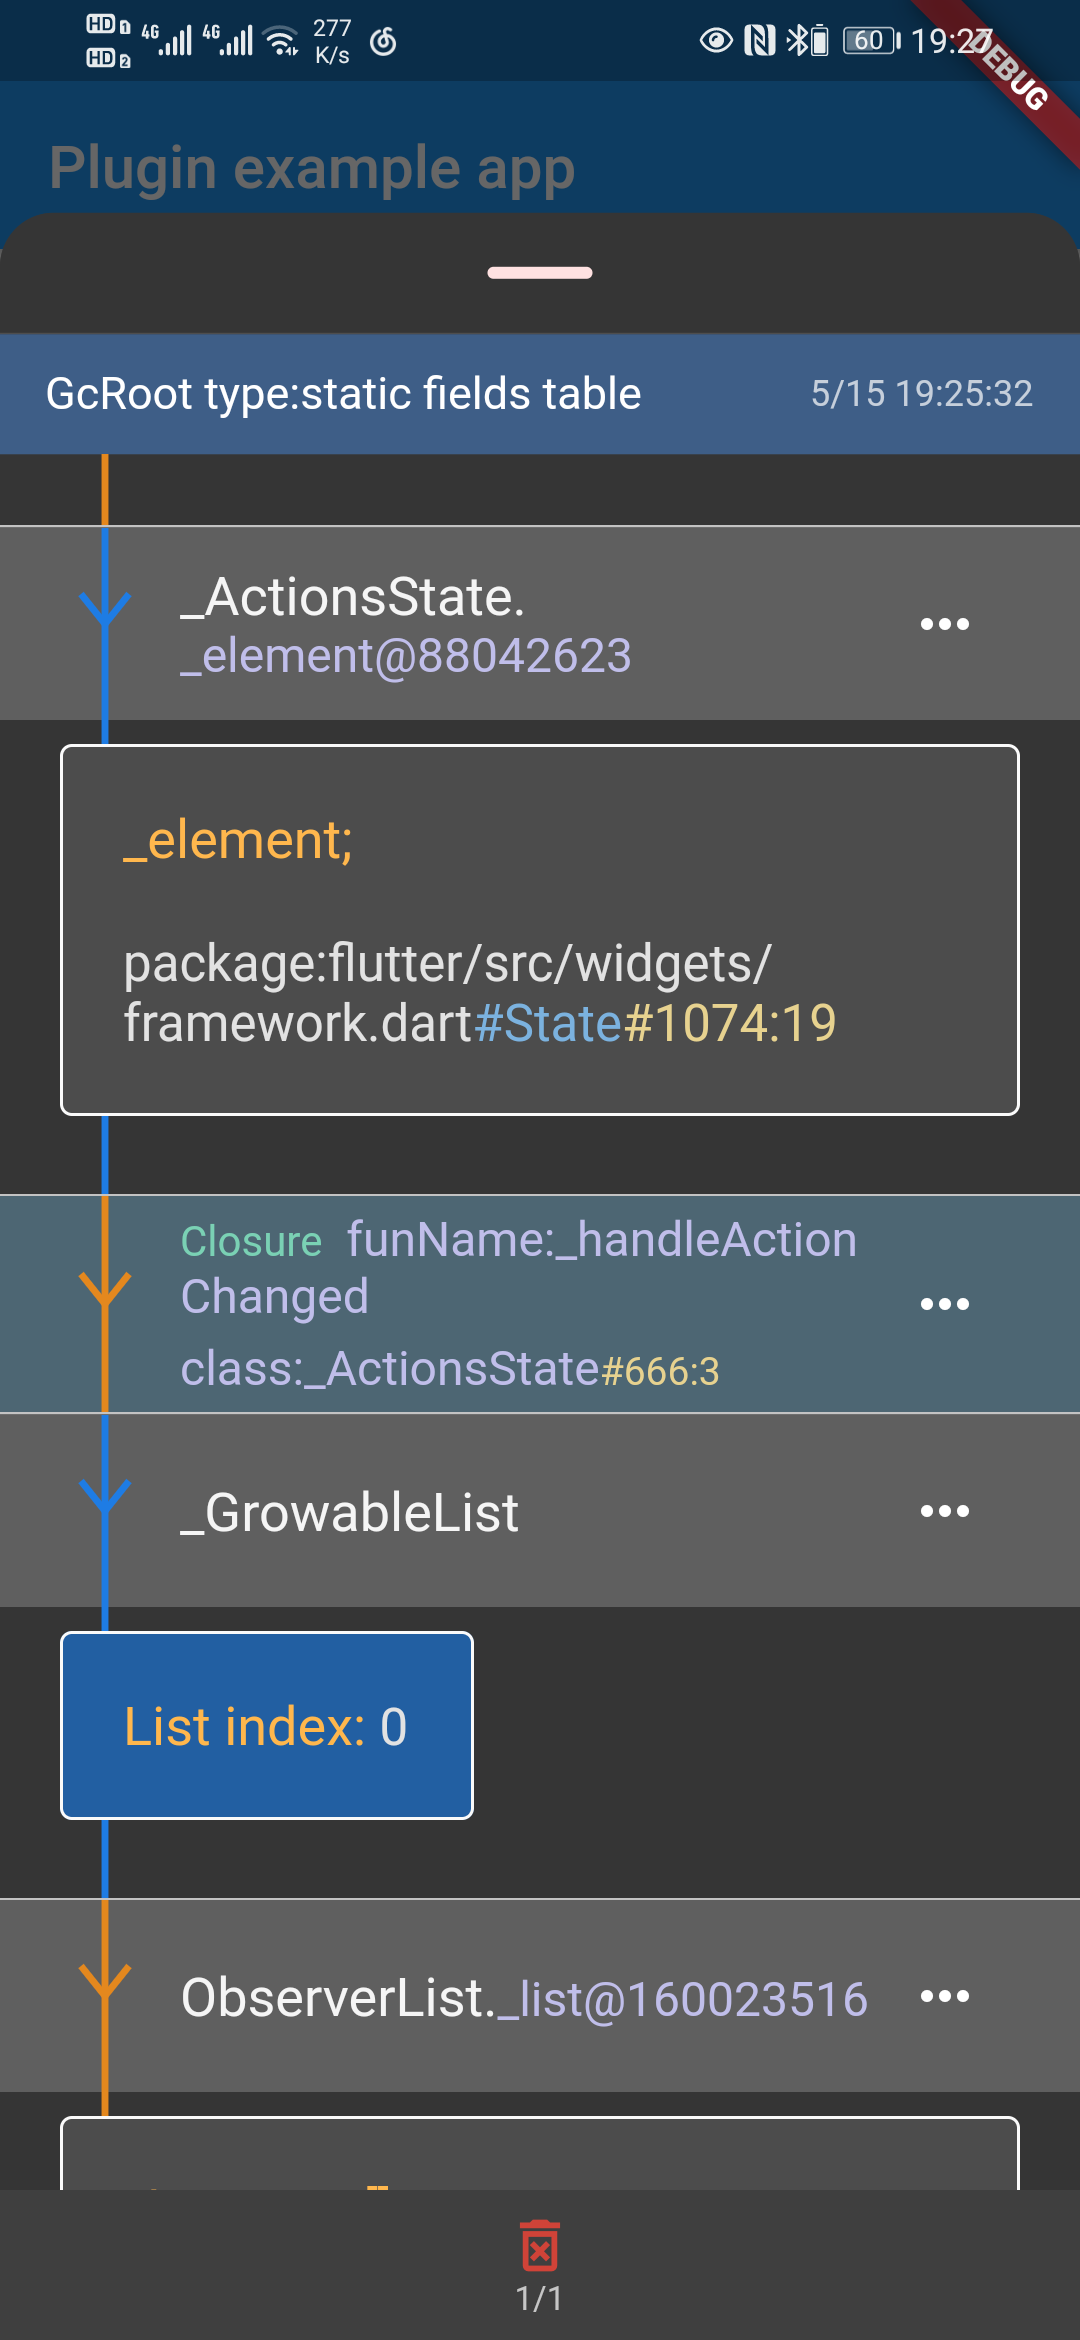 HD 1 4G 4G 277 60 19:27
HD 2 K/s
DEBUG
Plugin example app
GcRoot type:static fields table 5/15 19:25:32
_ActionsState.
_element@88042623
_element;
package:flutter/src/widgets/
framework.dart#State#1074:19
Closure funName:_handleAction
Changed
class:_ActionsState#666:3
_GrowableList
List index: 0
ObserverList._list@160023516
1/1